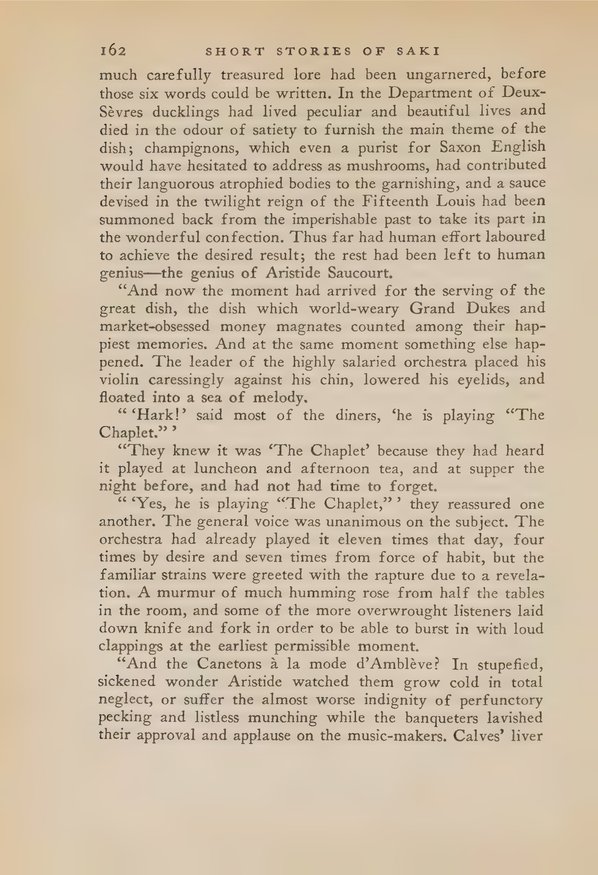 162 SHORT STORIES OF SAKI
much carefully treasured lore had been ungarnered, before
those six words could be written. In the Department of Deux-
Sèvres ducklings had lived peculiar and beautiful lives and
died in the odour of satiety to furnish the main theme of the
dish; champignons, which even a purist for Saxon English
would have hesitated to address as mushrooms, had contributed
their languorous atrophied bodies to the garnishing, and a sauce
devised in the twilight reign of the Fifteenth Louis had been
summoned back from the imperishable past to take its part in
the wonderful confection. Thus far had human effort laboured
to achieve the desired result; the rest had been left to human
genius—the genius of Aristide Saucourt.
“And now the moment had arrived for the serving of the
great dish, the dish which world-weary Grand Dukes and
market-obsessed money magnates counted among their hap-
piest memories. And at the same moment something else hap-
pened. The leader of the highly salaried orchestra placed his
violin caressingly against his chin, lowered his eyelids, and
floated into a sea of melody.
“ ‘Hark!’ said most of the diners, ‘he is playing “The
Chaplet.” ’
“They knew it was ‘The Chaplet’ because they had heard
it played at luncheon and afternoon tea, and at supper the
night before, and had not had time to forget.
“ ‘Yes, he is playing “The Chaplet,” ’ they reassured one
another. The general voice was unanimous on the subject. The
orchestra had already played it eleven times that day, four
times by desire and seven times from force of habit, but the
familiar strains were greeted with the rapture due to a revela-
tion. A murmur of much humming rose from half the tables
in the room, and some of the more overwrought listeners laid
down knife and fork in order to be able to burst in with loud
clappings at the earliest permissible moment.
“And the Canetons à la mode d’Amblève? In stupefied,
sickened wonder Aristide watched them grow cold in total
neglect, or suffer the almost worse indignity of perfunctory
pecking and listless munching while the banqueters lavished
their approval and applause on the music-makers. Calves’ liver